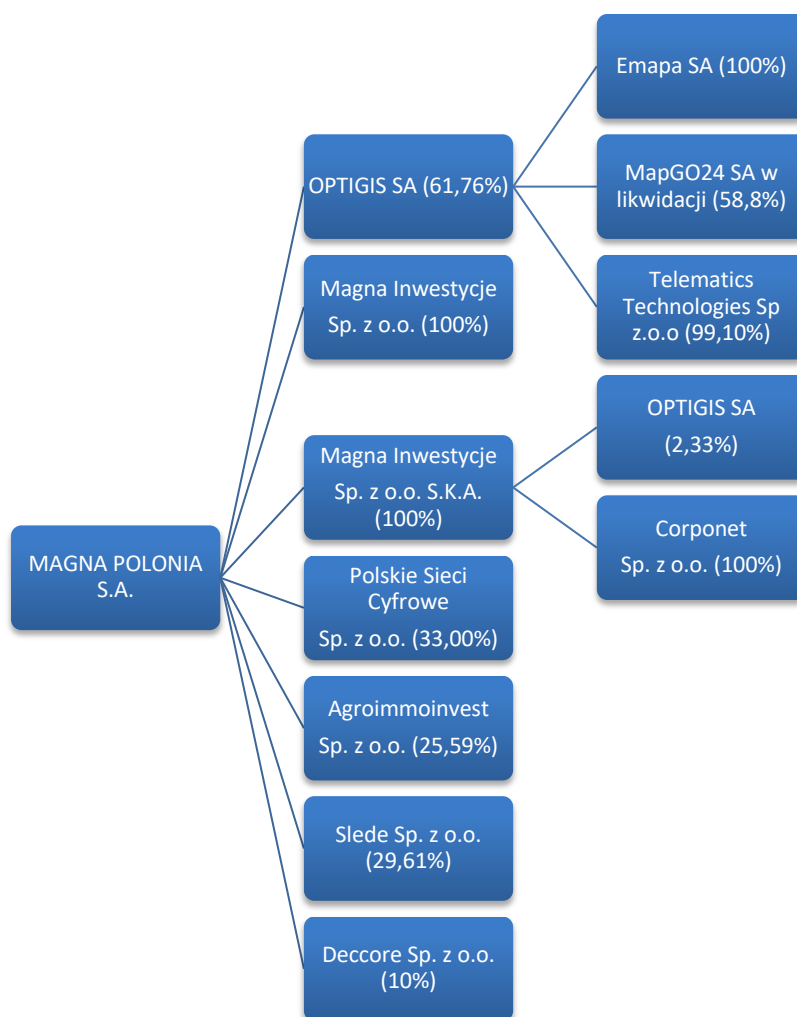 MAGNA POLONIA
S.A.
OPTIGIS SA (61,76%)
Emapa SA (100%)
MapGO24 SA w
likwidacji (58,8%)
Telematics
Technologies Sp
z.o.o (99,10%)
Magna Inwestycje
Sp. z o.o. (100%)
Magna Inwestycje
Sp. z o.o. S.K.A.
(100%)
OPTIGIS SA
(2,33%)
Corponet
Sp. z o.o. (100%)
Polskie Sieci
Cyfrowe
Sp. z o.o. (33,00%)
Agroimmoinvest
Sp. z o.o. (25,59%)
Slede Sp. z o.o.
(29,61%)
Deccore Sp. z o.o.
(10%)